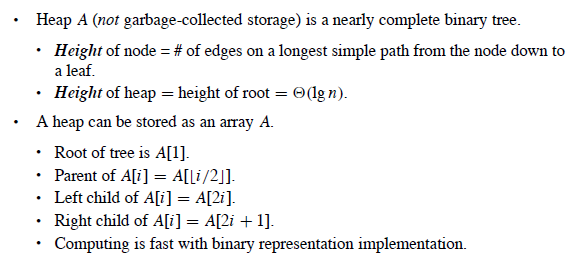 • Heap A (not garbage-collected storage) is a nearly complete binary tree.
• Height of node = # of edges on a longest simple path from the node down to
a leaf.
• Height of heap = height of root = Θ(lg n).
• A heap can be stored as an array A.
• Root of tree is A[1].
• Parent of A[i] = A[⌊i/2⌋].
• Left child of A[i] = A[2i].
• Right child of A[i] = A[2i + 1].
• Computing is fast with binary representation implementation.